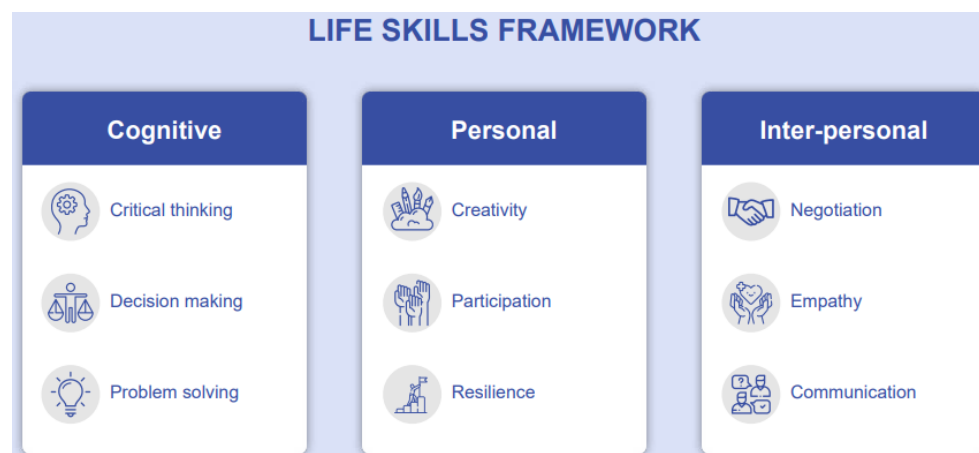 LIFE SKILLS FRAMEWORK
Cognitive
Critical thinking
Decision making
Problem solving
Personal
Creativity
Participation
Resilience
Inter-personal
Negotiation
Empathy
Communication